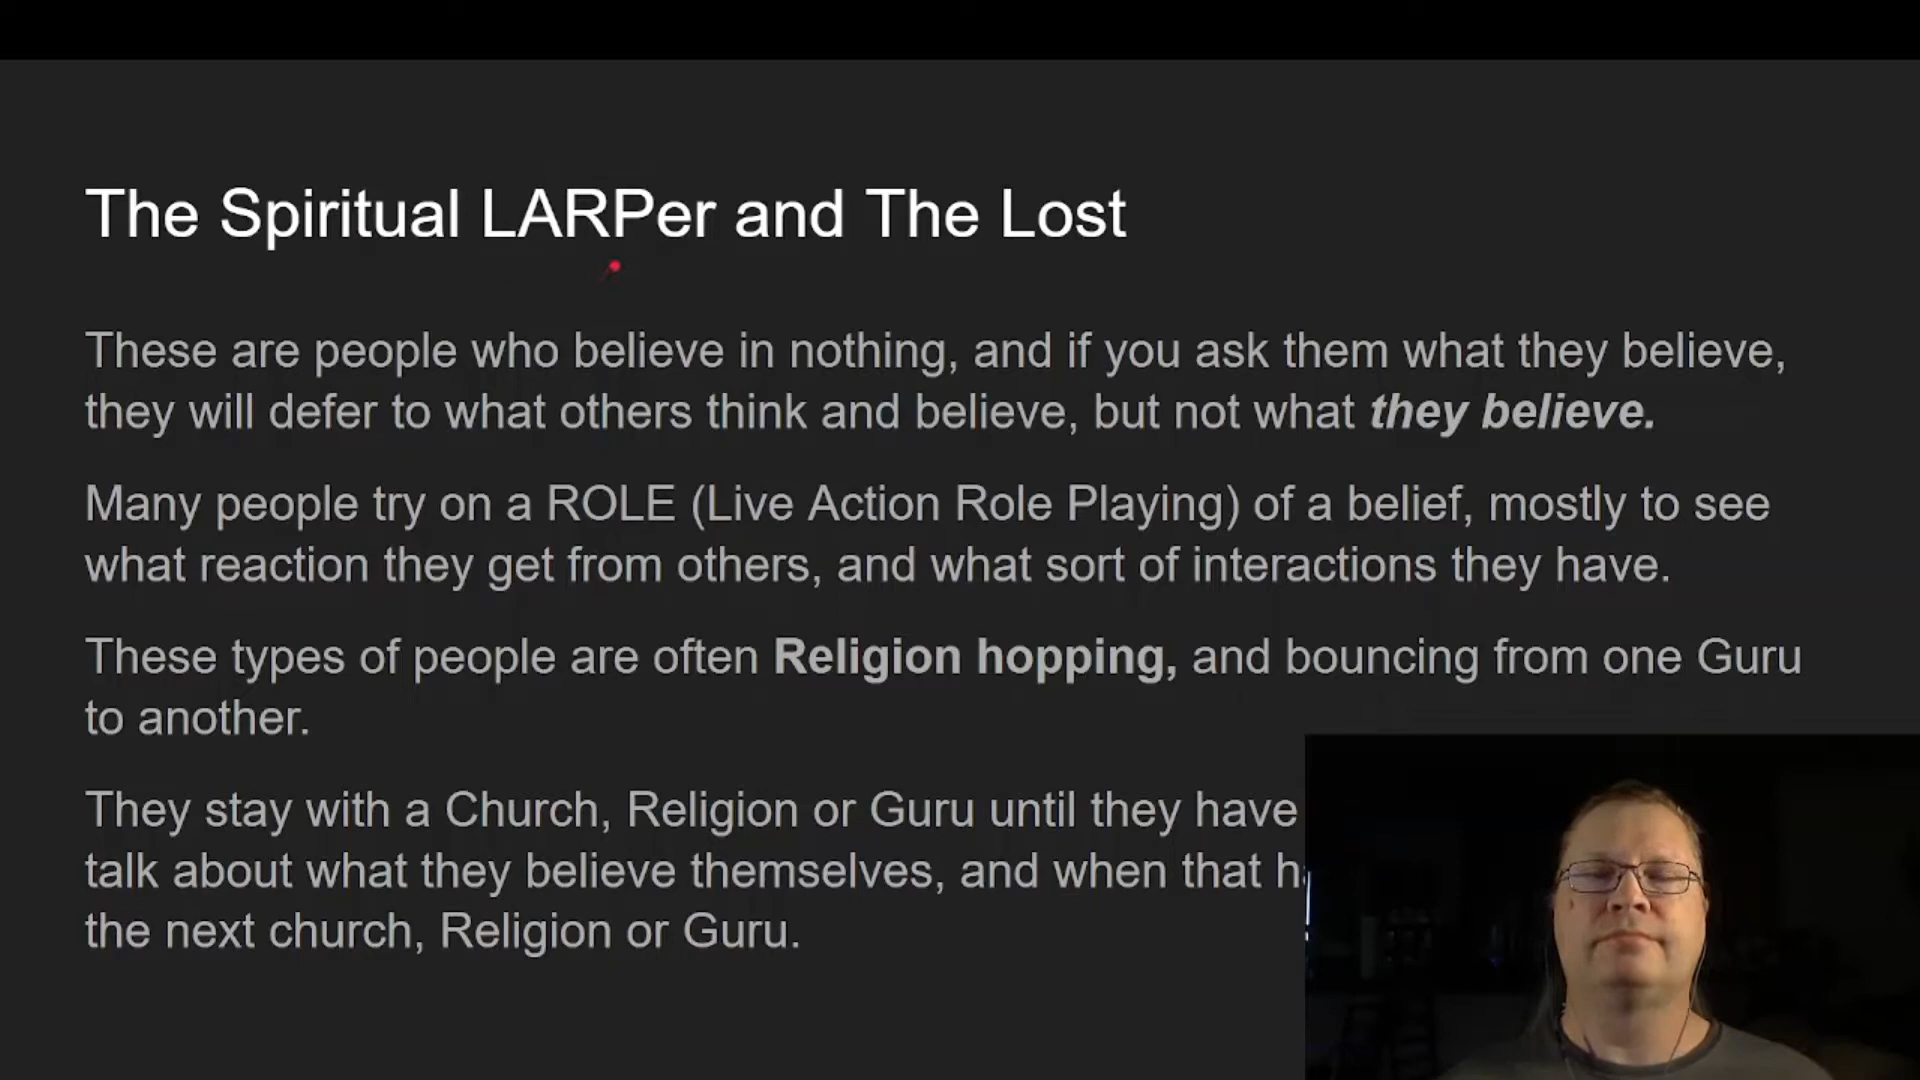 The Spiritual LARPer and The Lost
These are people who believe in nothing, and if you ask them what they believe,
they will defer to what others think and believe, but not what they believe.
Many people try on a ROLE (Live Action Role Playing) of a belief, mostly to see
what reaction they get from others, and what sort of interactions they have.
These types of people are often Religion hopping, and bouncing from one Guru
to another.
They stay with a Church, Religion or Guru until they have
talk about what they believe themselves, and when that
the next church, Religion or Guru.